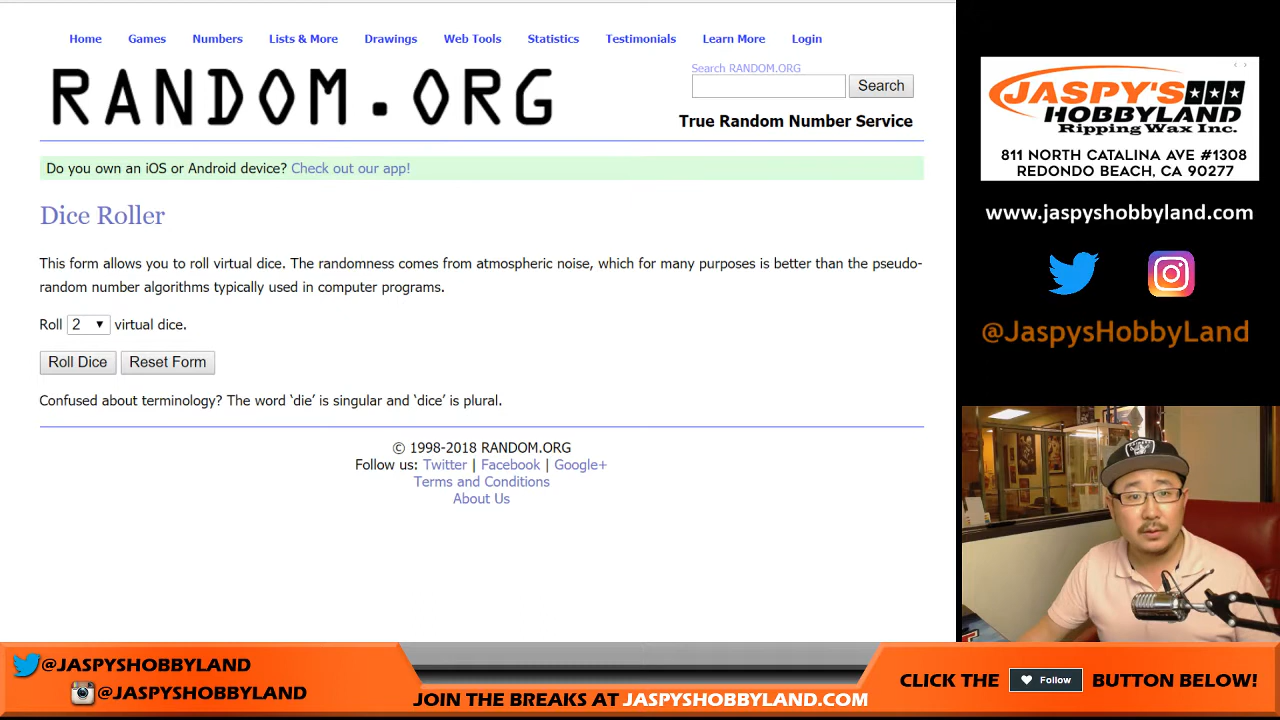 Home Games Numbers Lists & More Drawings Web Tools Statistics Testimonials Learn More Login
RANDOM.ORG
Search RANDOM.ORG
Search
True Random Number Service
Do you own an iOS or Android device? Check out our app!
Dice Roller
This form allows you to roll virtual dice. The randomness comes from atmospheric noise, which for many purposes is better than the pseudo-
random number algorithms typically used in computer programs.
Roll 2 virtual dice.
Roll Dice Reset Form
Confused about terminology? The word ‘die’ is singular and ‘dice’ is plural.
© 1998-2018 RANDOM.ORG
Follow us: Twitter | Facebook | Google+
Terms and Conditions
About Us
JASPY'S
HOBBYLAND
Ripping Wax Inc.
811 NORTH CATALINA AVE #1308
REDONDO BEACH, CA 90277
www.jaspyshobbyland.com
@JaspysHobbyLand
@JASPYSHOBBYLAND
@JASPYSHOBBYLAND
JOIN THE BREAKS AT JASPYSHOBBYLAND.COM
CLICK THE Follow BUTTON BELOW!